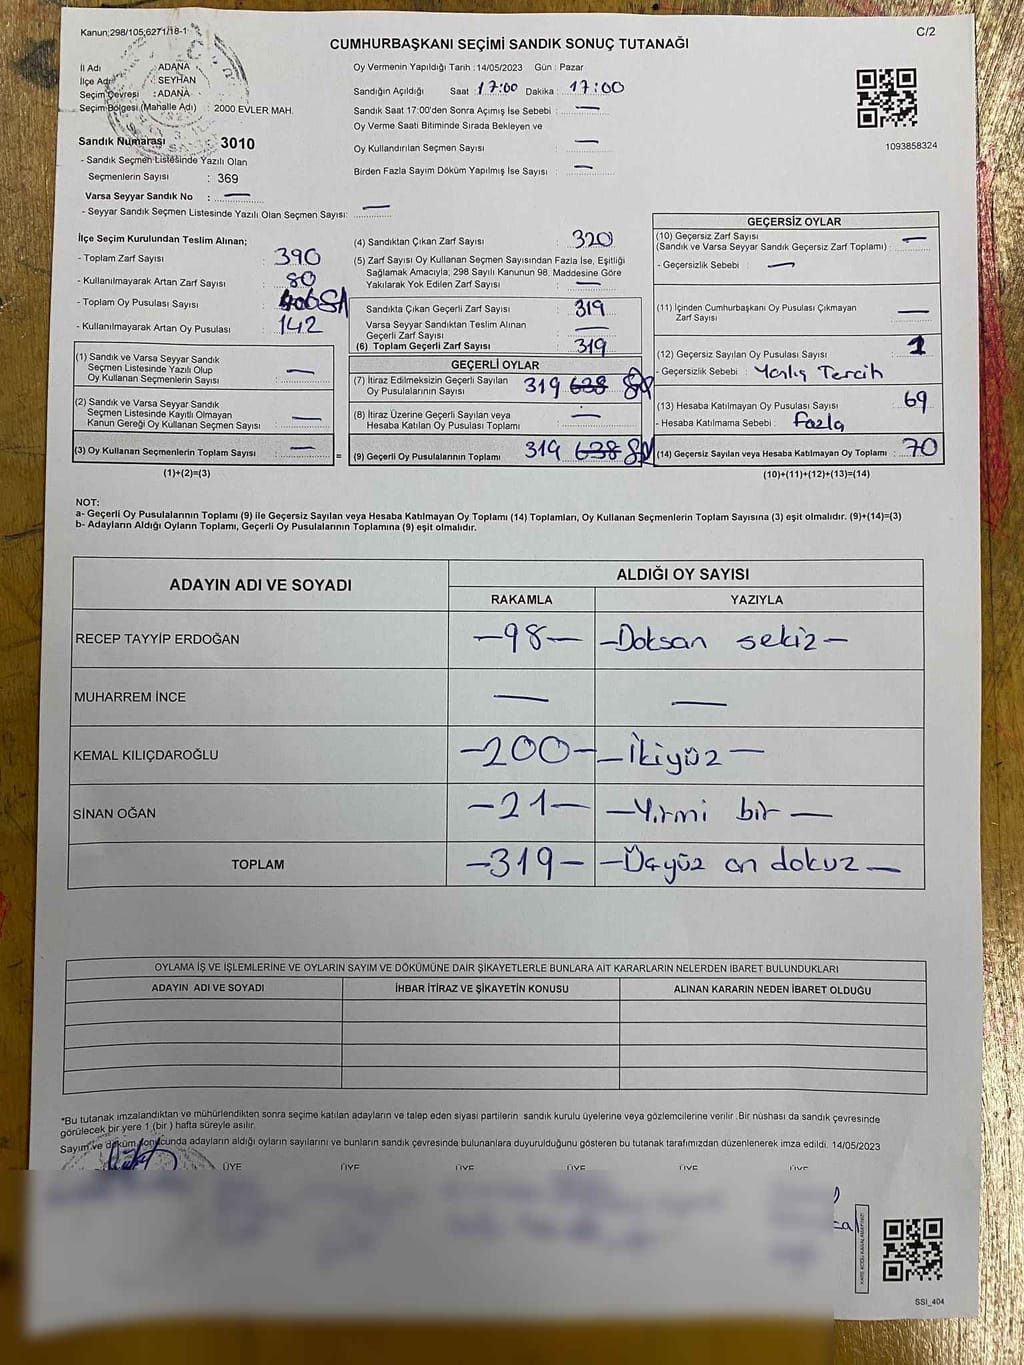 Kanun;298/105;6271/18-1
C/2
CUMHURBAŞKANI SEÇİMİ SANDIK SONUÇ TUTANAĞI
İl Adı : ADANA
İlçe Adı : SEYHAN
Seçim Çevresi : ADANA
Seçim Bölgesi (Mahalle Adı) : 2000 EVLER MAH.
Sandık Numarası : 3010
- Sandık Seçmen Listesinde Yazılı Olan
Seçmenlerin Sayısı : 369
Varsa Seyyar Sandık No : —
- Seyyar Sandık Seçmen Listesinde Yazılı Olan Seçmen Sayısı: —
Oy Vermenin Yapıldığı Tarih : 14/05/2023 Gün : Pazar
Sandığın Açıldığı Saat : 17:00 Dakika : 17:00
Sandık Saat 17:00'den Sonra Açımış İse Sebebi : —
Oy Verme Saati Bitiminde Sırada Bekleyen ve
Oy Kullandırılan Seçmen Sayısı : —
Birden Fazla Sayım Döküm Yapılmış İse Sayısı : —
1093858324
İlçe Seçim Kurulundan Teslim Alınan;
- Toplam Zarf Sayısı : 390
- Kullanılmayarak Artan Zarf Sayısı : 80
- Toplam Oy Pusulası Sayısı :
- Kullanılmayarak Artan Oy Pusulası : 142
(1) Sandık ve Varsa Seyyar Sandık
Seçmen Listesinde Yazılı Olup
Oy Kullanan Seçmenlerin Sayısı : —
(2) Sandık ve Varsa Seyyar Sandık
Seçmen Listesinde Kayıtlı Olmayan
Kanun Gereği Oy Kullanan Seçmen Sayısı : —
(3) Oy Kullanan Seçmenlerin Toplam Sayısı : —
(1)+(2)=(3)
=
(4) Sandıktan Çıkan Zarf Sayısı : 320
(5) Zarf Sayısı Oy Kullanan Seçmen Sayısından Fazla İse, Eşitliği
Sağlamak Amacıyla; 298 Sayılı Kanunun 98. Maddesine Göre
Yakılarak Yok Edilen Zarf Sayısı : —
Sandıkta Çıkan Geçerli Zarf Sayısı : 319
Varsa Seyyar Sandıktan Teslim Alınan
Geçerli Zarf Sayısı : —
(6) Toplam Geçerli Zarf Sayısı : 319
GEÇERLİ OYLAR
(7) İtiraz Edilmeksizin Geçerli Sayılan
Oy Pusulalarının Sayısı : 319 638
(8) İtiraz Üzerine Geçerli Sayılan veya
Hesaba Katılan Oy Pusulası Toplamı : —
(9) Geçerli Oy Pusulalarının Toplamı : 319 638
GEÇERSİZ OYLAR
(10) Geçersiz Zarf Sayısı
(Sandık ve Varsa Seyyar Sandık Geçersiz Zarf Toplamı) : —
- Geçersizlik Sebebi : —
(11) İçinden Cumhurbaşkanı Oy Pusulası Çıkmayan
Zarf Sayısı : —
(12) Geçersiz Sayılan Oy Pusulası Sayısı : 1
- Geçersizlik Sebebi : Yanlış Tercih
(13) Hesaba Katılmayan Oy Pusulası Sayısı : 69
- Hesaba Katılmama Sebebi : Fazla
(14) Geçersiz Sayılan veya Hesaba Katılmayan Oy Toplamı : 70
(10)+(11)+(12)+(13)=(14)
NOT:
a- Geçerli Oy Pusulalarının Toplamı (9) ile Geçersiz Sayılan veya Hesaba Katılmayan Oy Toplamı (14) Toplamları, Oy Kullanan Seçmenlerin Toplam Sayısına (3) eşit olmalıdır. (9)+(14)=(3)
b- Adayların Aldığı Oyların Toplamı, Geçerli Oy Pusulalarının Toplamına (9) eşit olmalıdır.
ADAYIN ADI VE SOYADI
ALDIĞI OY SAYISI
RAKAMLA YAZIYLA
RECEP TAYYİP ERDOĞAN —98— —Doksan sekiz—
MUHARREM İNCE — —
KEMAL KILIÇDAROĞLU —200— —İkiyüz—
SİNAN OĞAN —21— —Yirmi bir—
TOPLAM —319— —Üçyüz on dokuz—
OYLAMA İŞ VE İŞLEMLERİNE VE OYLARIN SAYIM VE DÖKÜMÜNE DAİR ŞİKAYETLERLE BUNLARA AİT KARARLARIN NELERDEN İBARET BULUNDUKLARI
ADAYIN ADI VE SOYADI İHBAR İTİRAZ VE ŞİKAYETİN KONUSU ALINAN KARARIN NEDEN İBARET OLDUĞU
*Bu tutanak imzalandıktan ve mühürlendikten sonra seçime katılan adayların ve talep eden siyasi partilerin sandık kurulu üyelerine veya gözlemcilerine verilir .Bir nüshası da sandık çevresinde
görülecek bir yere 1 (bir ) hafta süreyle asılır.
Sayım ve döküm sonucunda adayların aldığı oyların sayılarını ve bunların sandık çevresinde bulunanlara duyurulduğunu gösteren bu tutanak tarafımızdan düzenlenerek imza edildi. 14/05/2023
ÜYE ÜYE ÜYE ÜYE ÜYE ÜYE
SSI_404